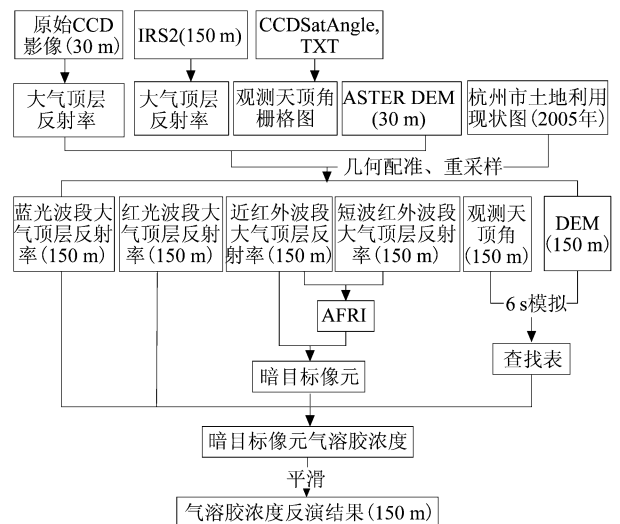 原始CCD
影像(30 m)
IRS2(150 m)
CCDSatAngle,
TXT
大气顶层
反射率
大气顶层
反射率
观测天顶角
栅格图
ASTER DEM
(30 m)
杭州市土地利用
现状图(2005年)
几何配准、重采样
蓝光波段大
气顶层反射
率(150 m)
红光波段大
气顶层反射
率(150 m)
近红外波段
大气顶层反
射率(150 m)
短波红外波段
大气顶层反射
率(150 m)
观测天
顶角
(150 m)
DEM
(150 m)
AFRI
6 s模拟
查找表
暗目标像元
暗目标像元气溶胶浓度
平滑
气溶胶浓度反演结果(150 m)